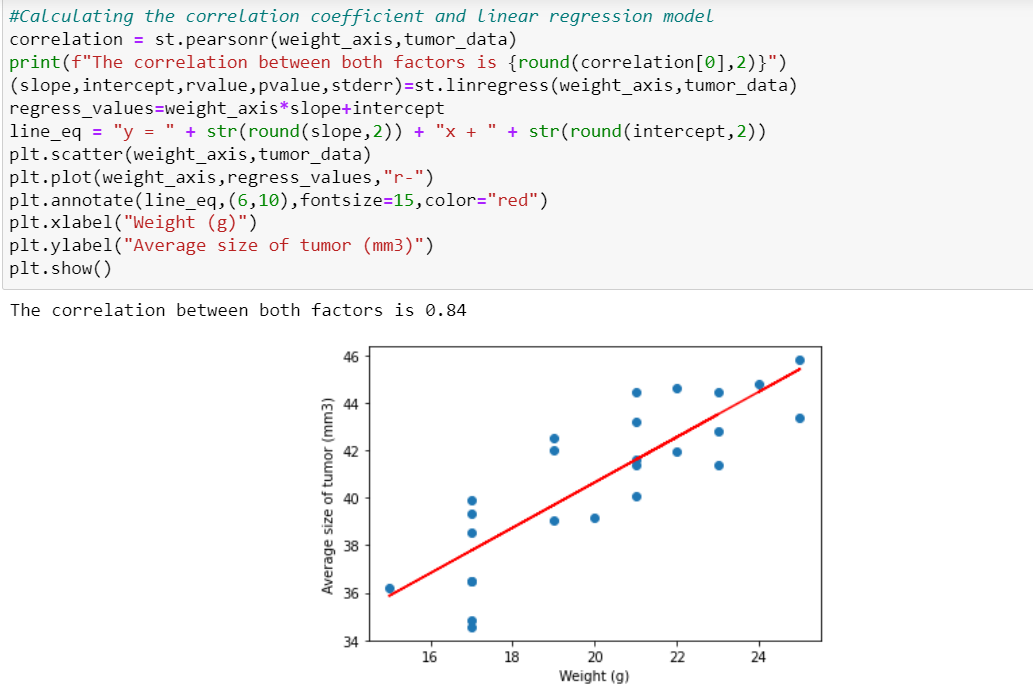 #Calculating the correlation coefficient and linear regression model
correlation = st.pearsonr(weight_axis,tumor_data)
print(f"The correlation between both factors is {round(correlation[0],2)}")
(slope,intercept,rvalue,pvalue,stderr)=st.linregress(weight_axis,tumor_data)
regress_values=weight_axis*slope+intercept
line_eq = "y = " + str(round(slope,2)) + "x + " + str(round(intercept,2))
plt.scatter(weight_axis,tumor_data)
plt.plot(weight_axis,regress_values,"r-")
plt.annotate(line_eq,(6,10),fontsize=15,color="red")
plt.xlabel("Weight (g)")
plt.ylabel("Average size of tumor (mm3)")
plt.show()
The correlation between both factors is 0.84
46
44
42
40
38
36
34
Average size of tumor (mm3)
16 18 20 22 24
Weight (g)